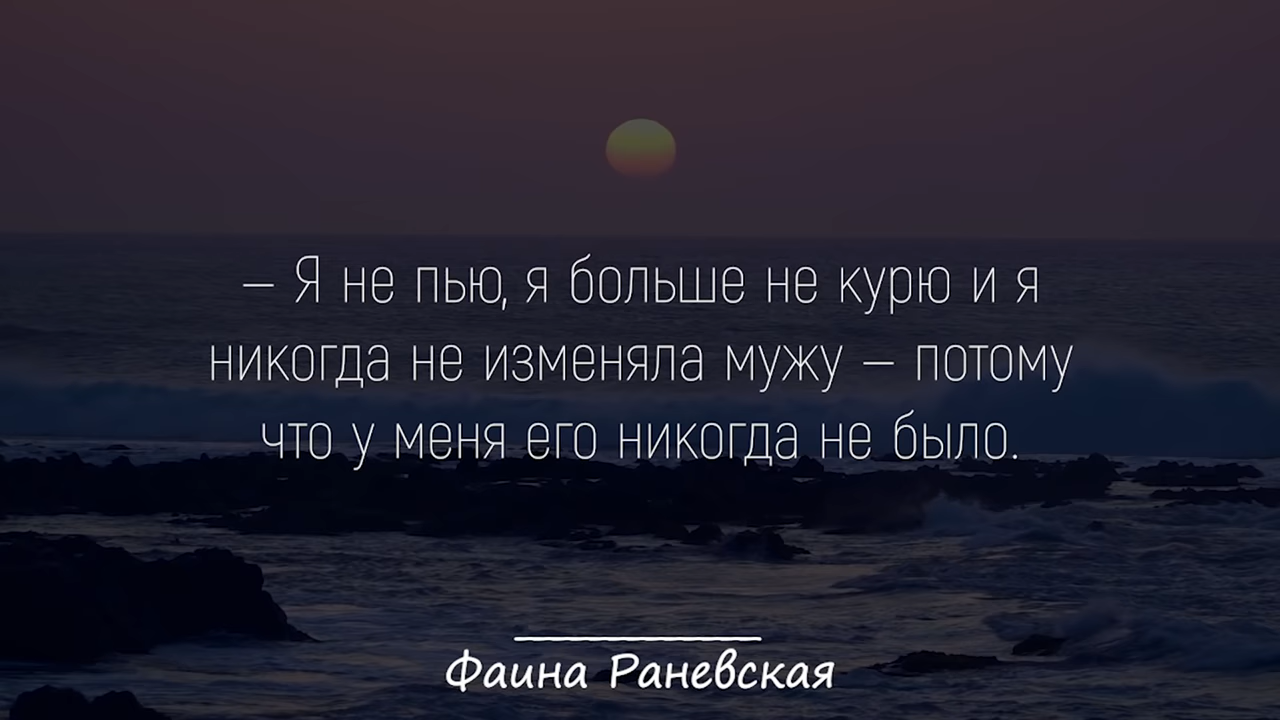 – Я не пью, я больше не курю и я
никогда не изменяла мужу – потому
что у меня его никогда не было.
Фаина Раневская